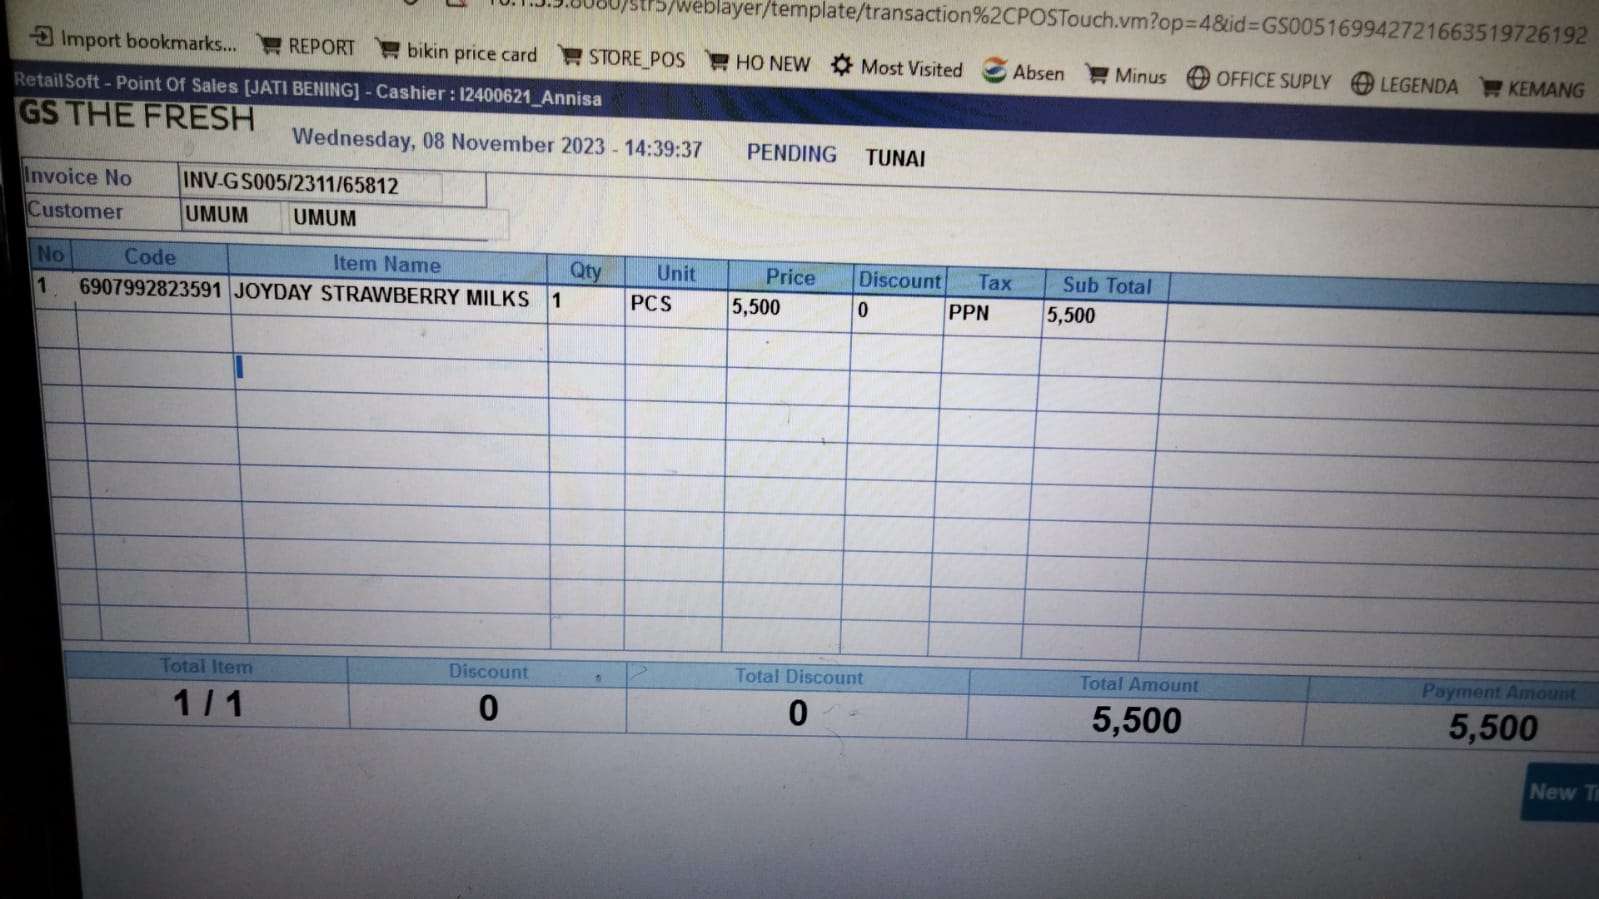 /str5/weblayer/template/transaction%2CPOSTouch.vm?op=4&id=GS0051699427721663519726192
Import bookmarks... REPORT bikin price card STORE_POS HO NEW Most Visited Absen Minus OFFICE SUPLY LEGENDA KEMANG
RetailSoft - Point Of Sales [JATI BENING] - Cashier : I2400621_Annisa
GS THE FRESH
Wednesday, 08 November 2023 - 14:39:37 PENDING TUNAI
Invoice No INV-GS005/2311/65812
Customer UMUM UMUM
No Code Item Name Qty Unit Price Discount Tax Sub Total
1 6907992823591 JOYDAY STRAWBERRY MILKS 1 PCS 5,500 0 PPN 5,500
Total Item Discount Total Discount Total Amount Payment Amount
1 / 1 0 0 5,500 5,500
New